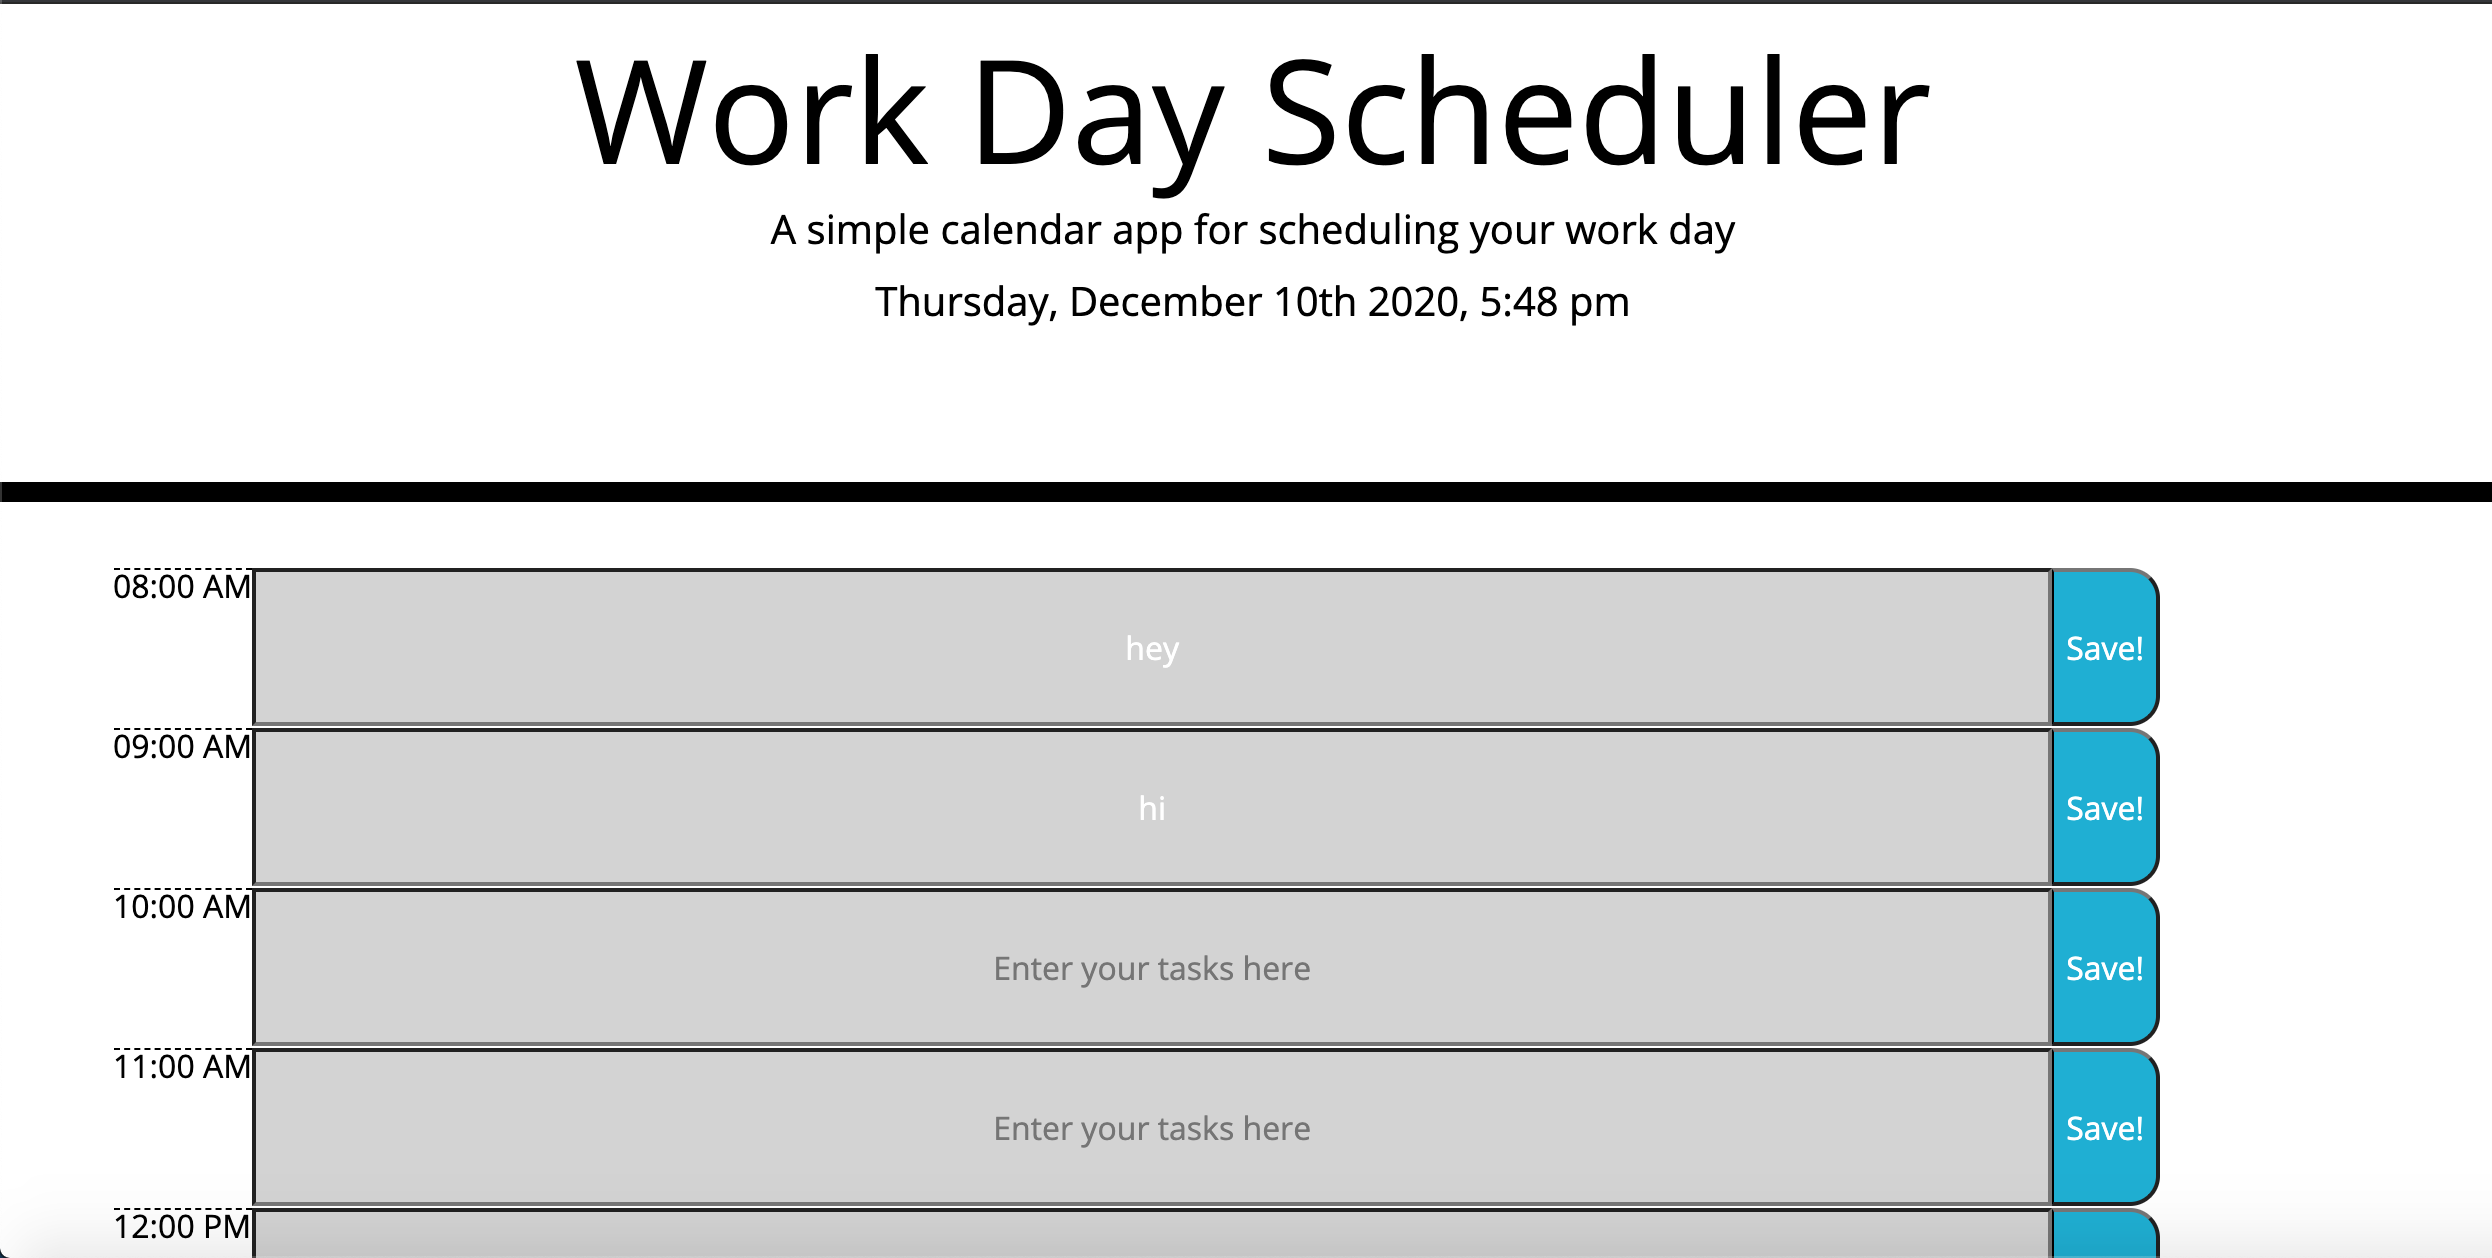 Work Day Scheduler
A simple calendar app for scheduling your work day
Thursday, December 10th 2020, 5:48 pm
08:00 AM hey Save!
09:00 AM hi Save!
10:00 AM Enter your tasks here Save!
11:00 AM Enter your tasks here Save!
12:00 PM